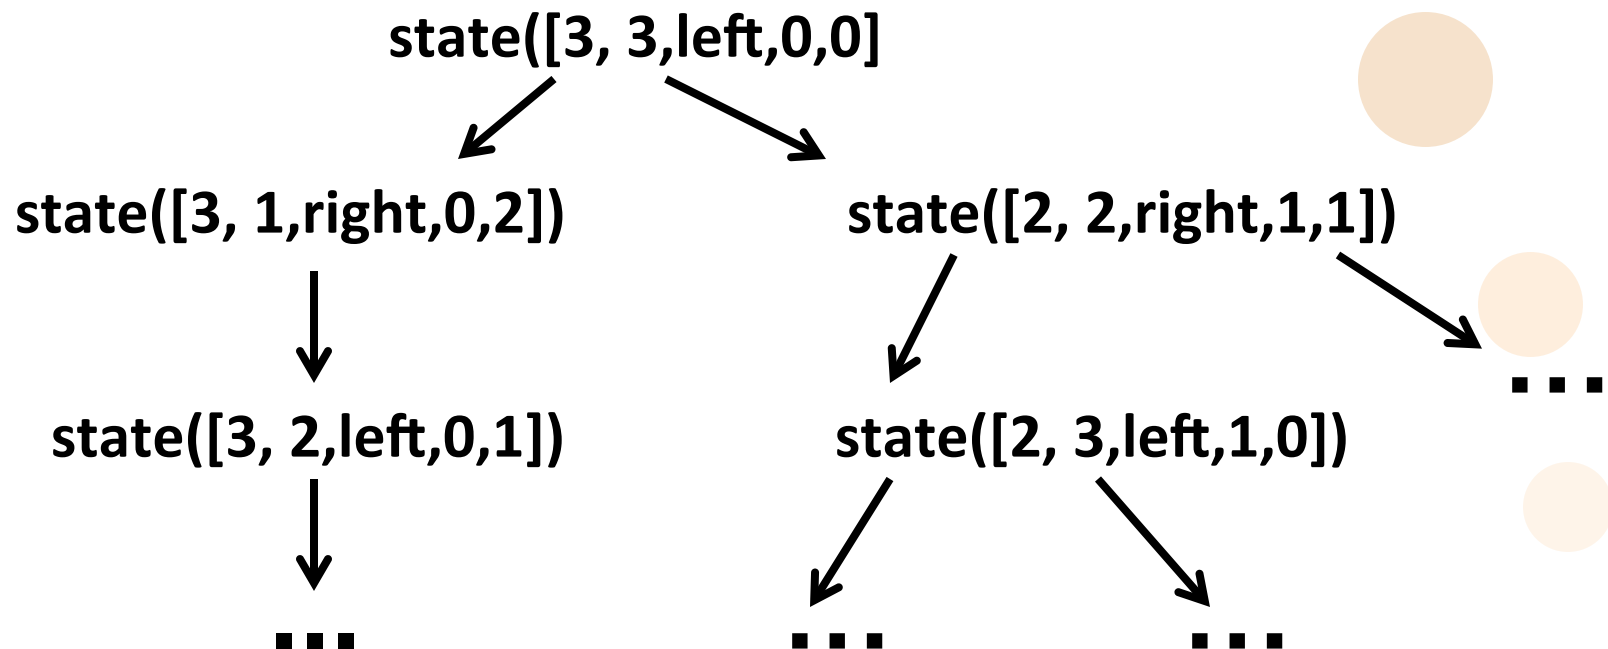 state([3, 3,left,0,0]
state([3, 1,right,0,2])
state([2, 2,right,1,1])
...
state([3, 2,left,0,1])
state([2, 3,left,1,0])
...
...
...